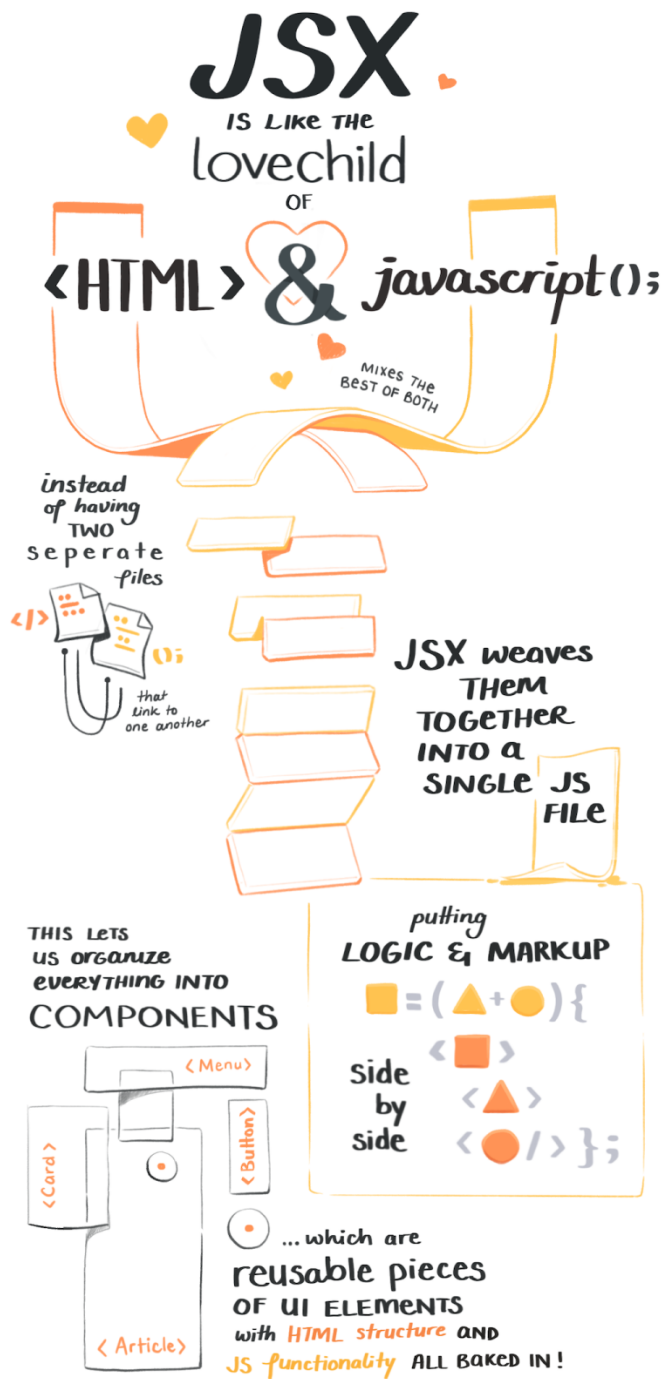 JSX
IS LIKE THE
lovechild
OF
<HTML> & javascript();
MIXES THE
BEST OF BOTH
instead
of having
TWO
seperate
files
</>
();
that
link to
one another
JSX weaves
THEM
TOGETHER
INTO a
SINGLE JS
FILE
putting
LOGIC & MARKUP
= ( + ) {
< >
side
by
side
< >
< /> };
THIS LETS
US ORGANIZE
EVERYTHING INTO
COMPONENTS
<Menu>
<Card>
<Button>
<Article>
...which are
reusable pieces
OF UI ELEMENTS
with HTML structure AND
JS functionality ALL BAKED IN!